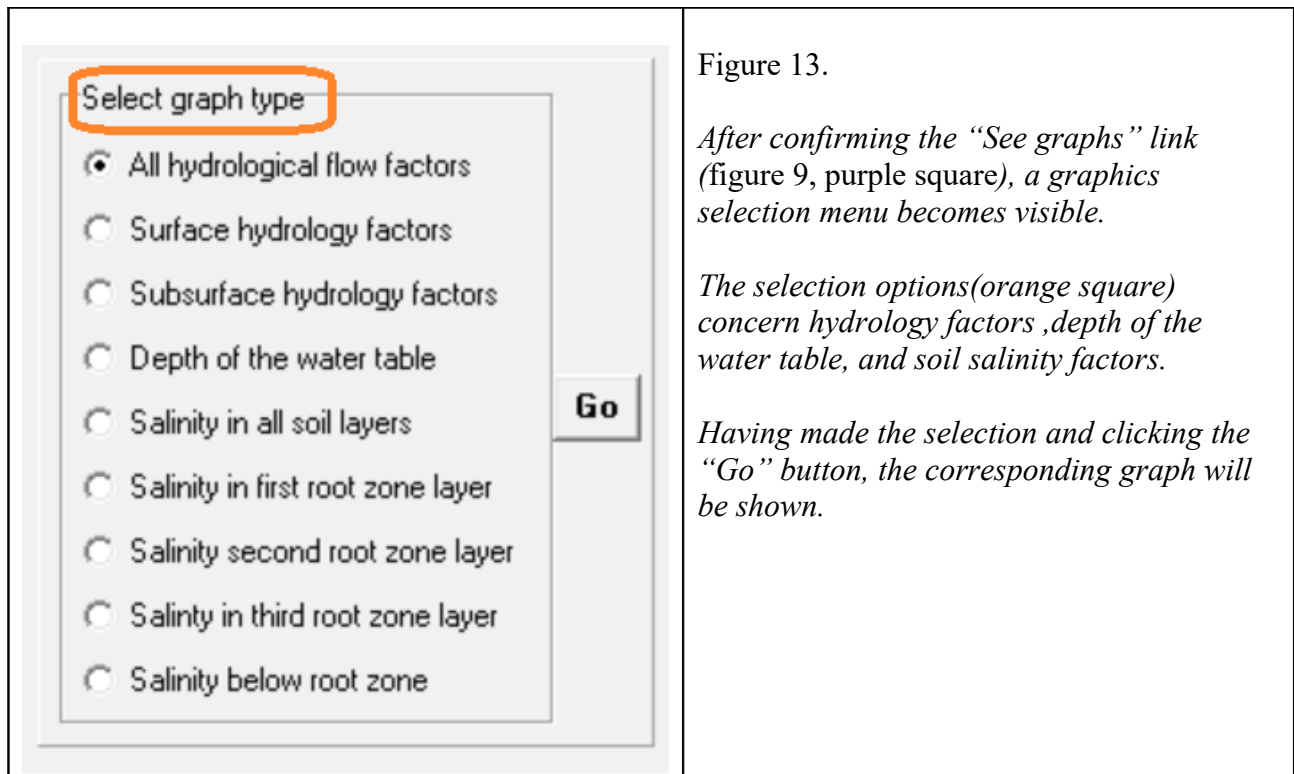 Select graph type
All hydrological flow factors
Surface hydrology factors
Subsurface hydrology factors
Depth of the water table
Salinity in all soil layers
Salinity in first root zone layer
Salinity second root zone layer
Salinty in third root zone layer
Salinity below root zone
Go
Figure 13.
After confirming the “See graphs” link
(figure 9, purple square), a graphics
selection menu becomes visible.
The selection options(orange square)
concern hydrology factors ,depth of the
water table, and soil salinity factors.
Having made the selection and clicking the
“Go” button, the corresponding graph will
be shown.